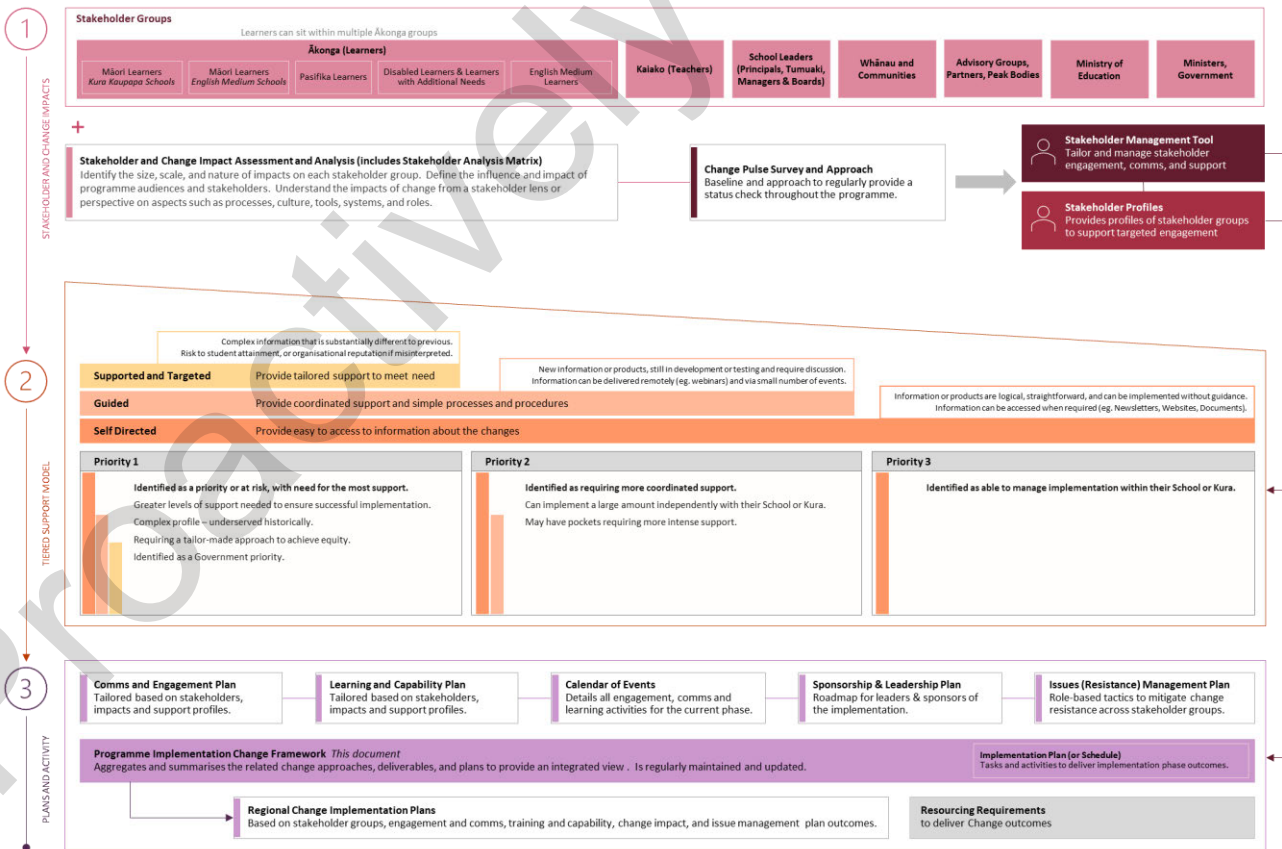 1
STAKEHOLDER AND CHANGE IMPACTS
Stakeholder Groups
Learners can sit within multiple Ākonga groups
Ākonga (Learners)
Māori Learners
Kura Kaupapa Schools
Māori Learners
English Medium Schools
Pasifika Learners
Disabled Learners & Learners
with Additional Needs
English Medium
Learners
Kaiako (Teachers)
School Leaders
(Principals, Tumuaki,
Managers & Boards)
Whānau and
Communities
Advisory Groups,
Partners, Peak Bodies
Ministry of
Education
Ministers,
Government
+
Stakeholder and Change Impact Assessment and Analysis (includes Stakeholder Analysis Matrix)
Identify the size, scale, and nature of impacts on each stakeholder group. Define the influence and impact of
programme audiences and stakeholders. Understand the impacts of change from a stakeholder lens or
perspective on aspects such as processes, culture, tools, systems, and roles.
Change Pulse Survey and Approach
Baseline and approach to regularly provide a
status check throughout the programme.
Stakeholder Management Tool
Tailor and manage stakeholder
engagement, comms, and support
Stakeholder Profiles
Provides profiles of stakeholder groups
to support targeted engagement
2
TIERED SUPPORT MODEL
Complex information that is substantially different to previous.
Risk to student attainment, or organisational reputation if misinterpreted.
Supported and Targeted Provide tailored support to meet need
New information or products, still in development or testing and require discussion.
Information can be delivered remotely (eg. webinars) and via small number of events.
Guided Provide coordinated support and simple processes and procedures
Information or products are logical, straightforward, and can be implemented without guidance.
Information can be accessed when required (eg. Newsletters, Websites, Documents).
Self Directed Provide easy to access to information about the changes
Priority 1
Identified as a priority or at risk, with need for the most support.
Greater levels of support needed to ensure successful implementation.
Complex profile – underserved historically.
Requiring a tailor-made approach to achieve equity.
Identified as a Government priority.
Priority 2
Identified as requiring more coordinated support.
Can implement a large amount independently with their School or Kura.
May have pockets requiring more intense support.
Priority 3
Identified as able to manage implementation within their School or Kura.
3
PLANS AND ACTIVITY
Comms and Engagement Plan
Tailored based on stakeholders,
impacts and support profiles.
Learning and Capability Plan
Tailored based on stakeholders,
impacts and support profiles.
Calendar of Events
Details all engagement, comms and
learning activities for the current phase.
Sponsorship & Leadership Plan
Roadmap for leaders & sponsors of
the implementation.
Issues (Resistance) Management Plan
Role-based tactics to mitigate change
resistance across stakeholder groups.
Programme Implementation Change Framework This document
Aggregates and summarises the related change approaches, deliverables, and plans to provide an integrated view . Is regularly maintained and updated.
Implementation Plan (or Schedule)
Tasks and activities to deliver implementation phase outcomes.
Regional Change Implementation Plans
Based on stakeholder groups, engagement and comms, training and capability, change impact, and issue management plan outcomes.
Resourcing Requirements
to deliver Change outcomes
Proactively